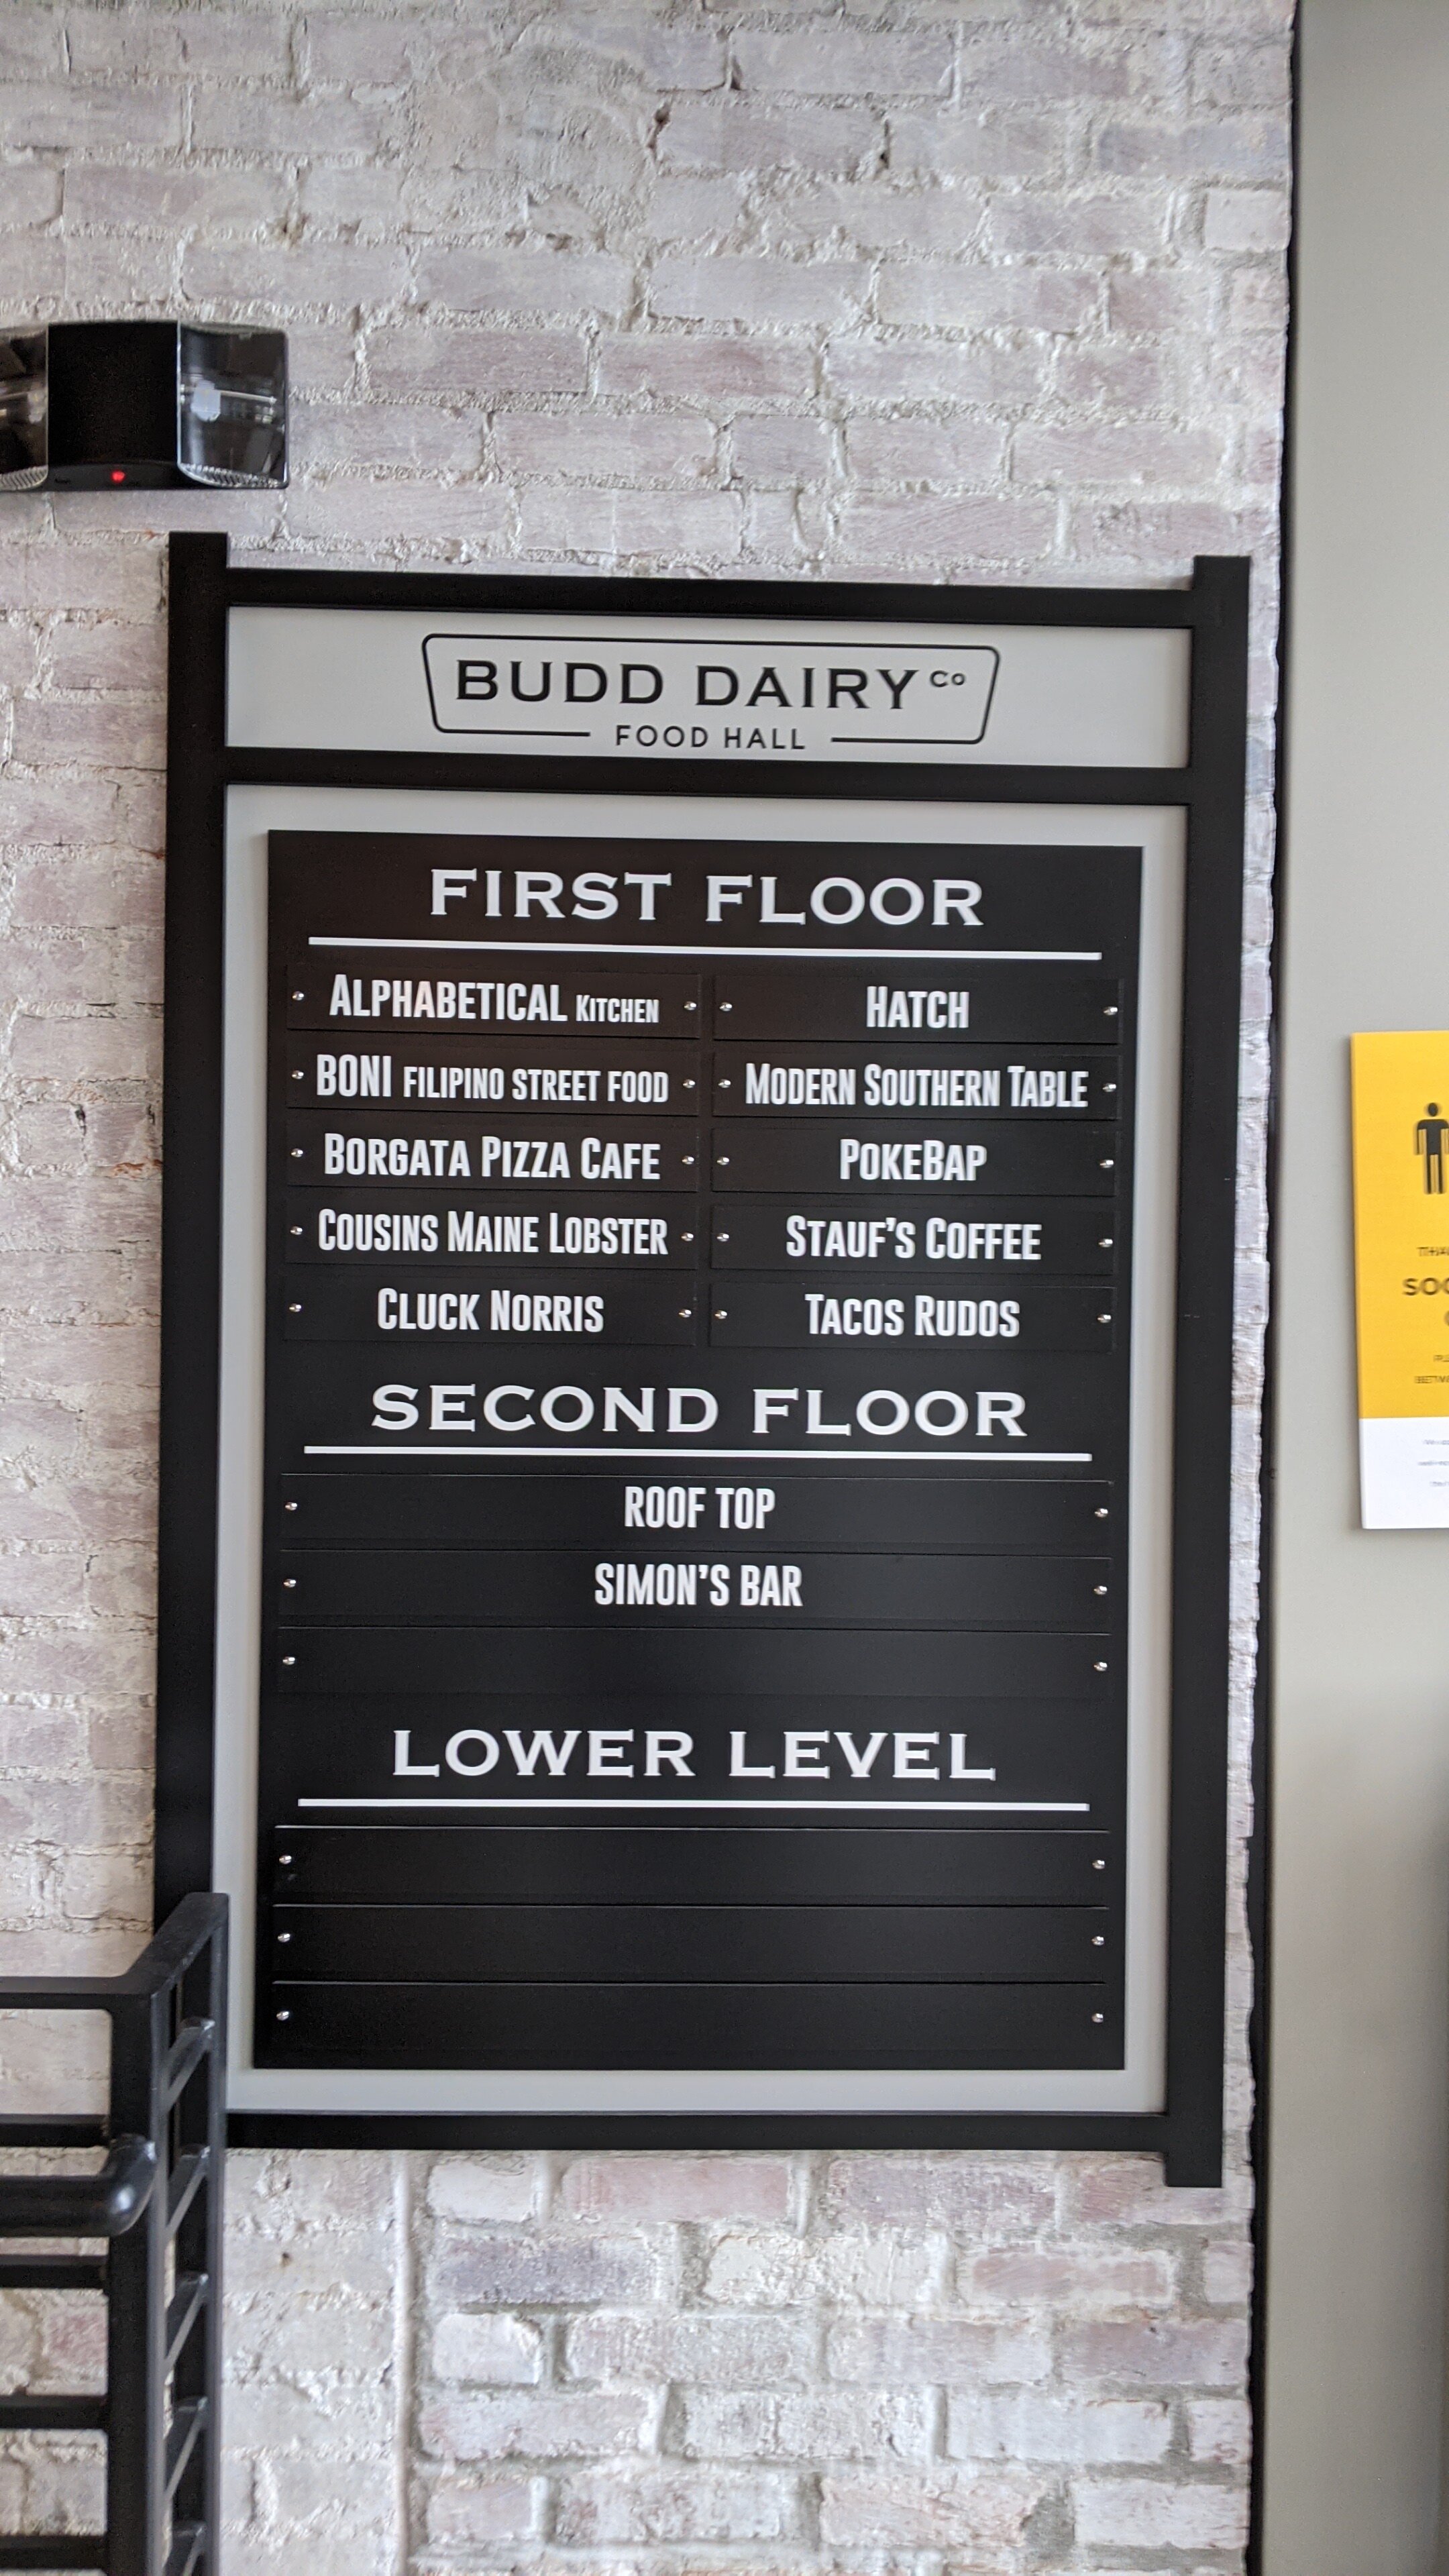 BUDD DAIRY Co
FOOD HALL
FIRST FLOOR
ALPHABETICAL KITCHEN
HATCH
BONI FILIPINO STREET FOOD
MODERN SOUTHERN TABLE
BORGATA PIZZA CAFE
POKEBAP
COUSINS MAINE LOBSTER
STAUF'S COFFEE
CLUCK NORRIS
TACOS RUDOS
SECOND FLOOR
ROOF TOP
SIMON'S BAR
LOWER LEVEL